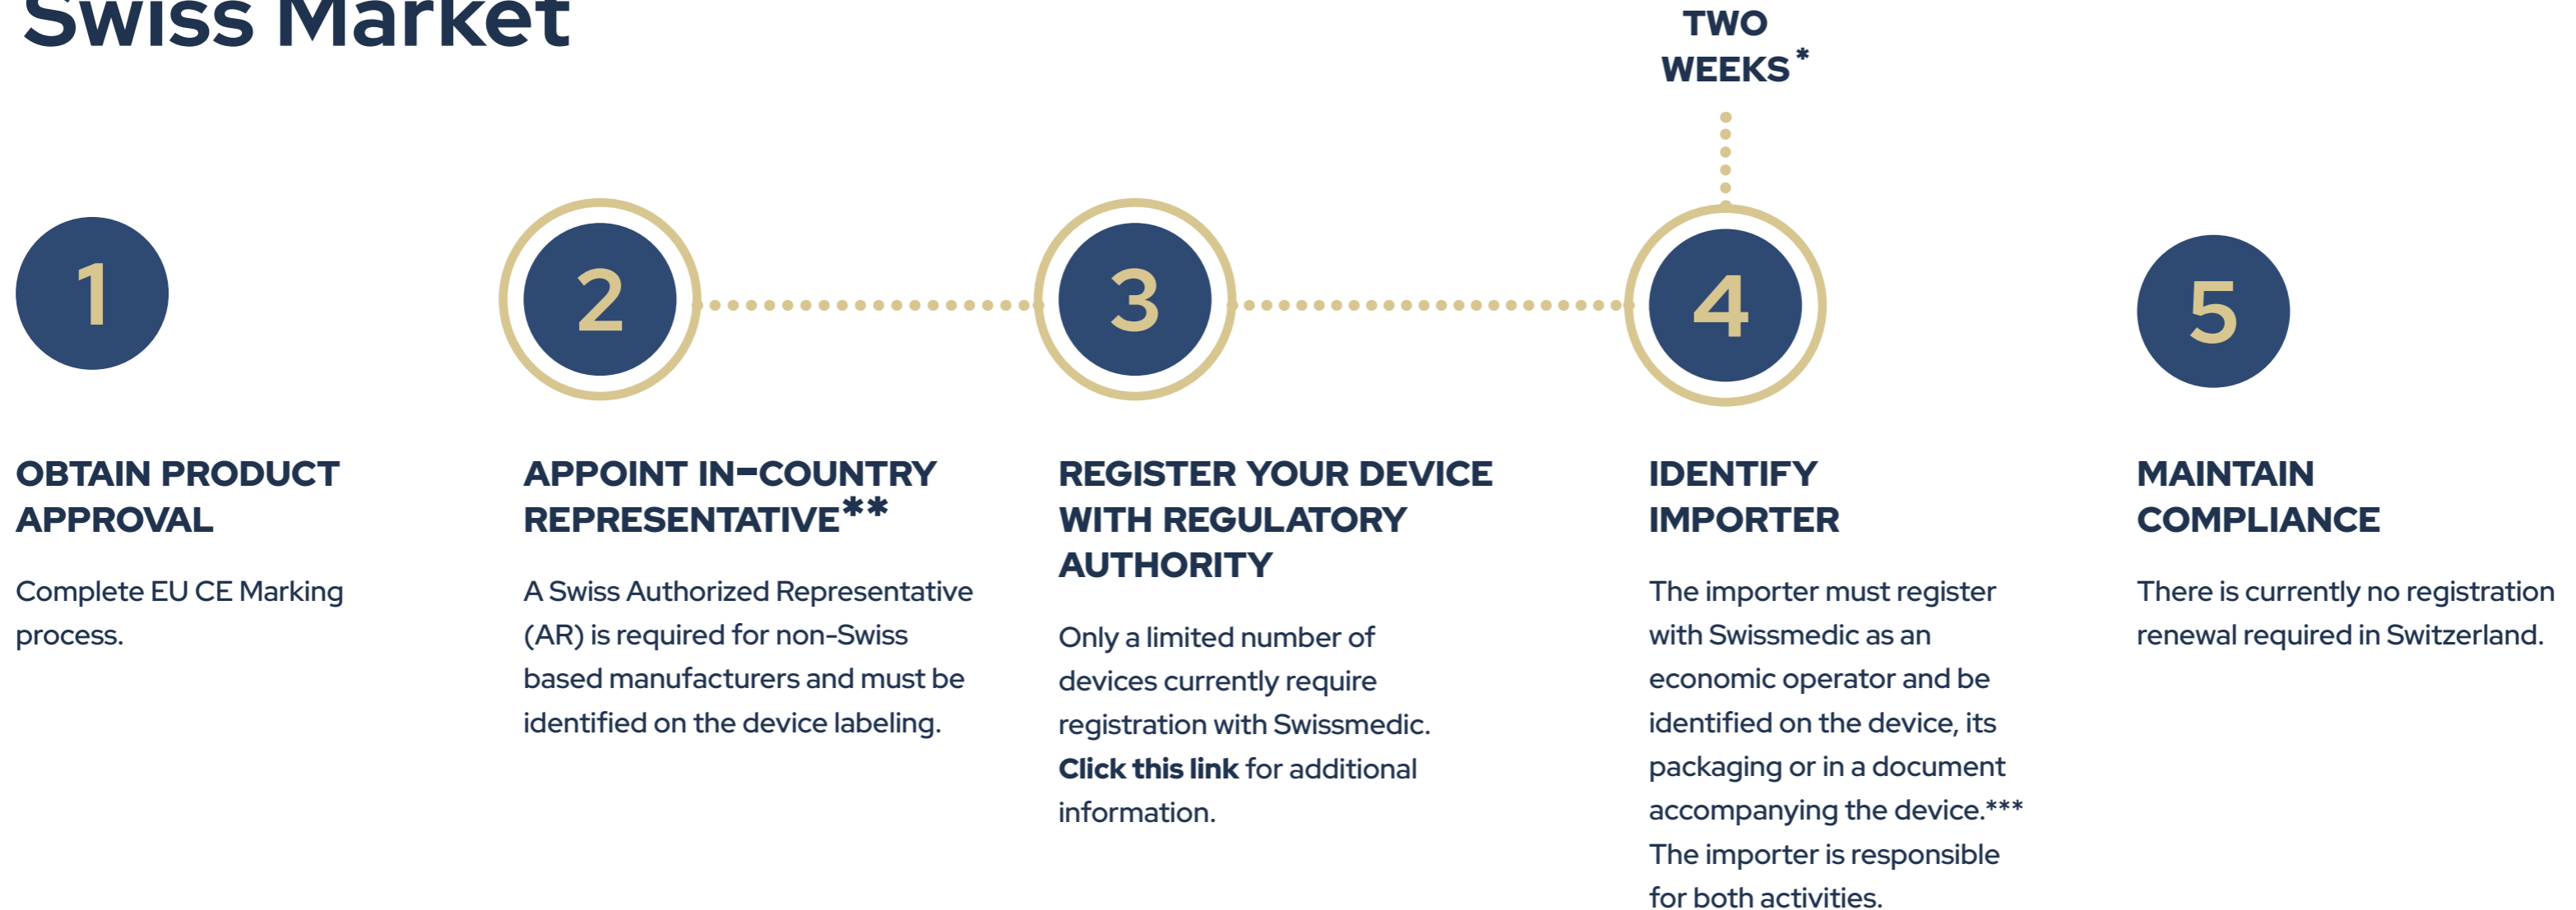 Swiss Market
TWO
WEEKS*
1
2
3
4
5
OBTAIN PRODUCT
APPROVAL
Complete EU CE Marking
process.
APPOINT IN-COUNTRY
REPRESENTATIVE**
A Swiss Authorized Representative
(AR) is required for non-Swiss
based manufacturers and must be
identified on the device labeling.
REGISTER YOUR DEVICE
WITH REGULATORY
AUTHORITY
Only a limited number of
devices currently require
registration with Swissmedic.
Click this link for additional
information.
IDENTIFY
IMPORTER
The importer must register
with Swissmedic as an
economic operator and be
identified on the device, its
packaging or in a document
accompanying the device.***
The importer is responsible
for both activities.
MAINTAIN
COMPLIANCE
There is currently no registration
renewal required in Switzerland.